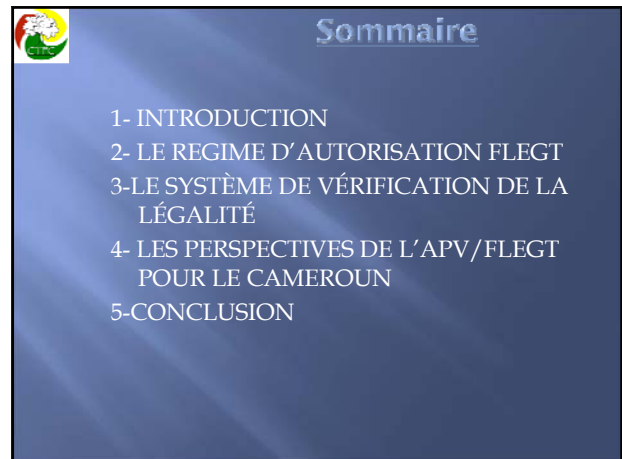 Sommaire
CTFC
1- INTRODUCTION
2- LE REGIME D’AUTORISATION FLEGT
3-LE SYSTÈME DE VÉRIFICATION DE LA
LÉGALITÉ
4- LES PERSPECTIVES DE L’APV/FLEGT
POUR LE CAMEROUN
5-CONCLUSION